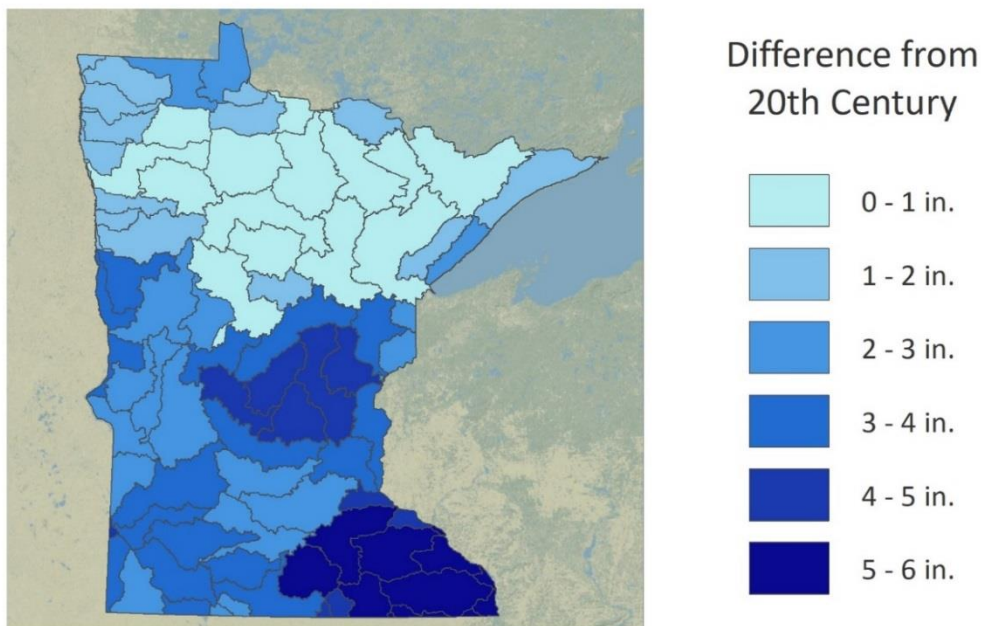 Difference from
20th Century
0 - 1 in.
1 - 2 in.
2 - 3 in.
3 - 4 in.
4 - 5 in.
5 - 6 in.